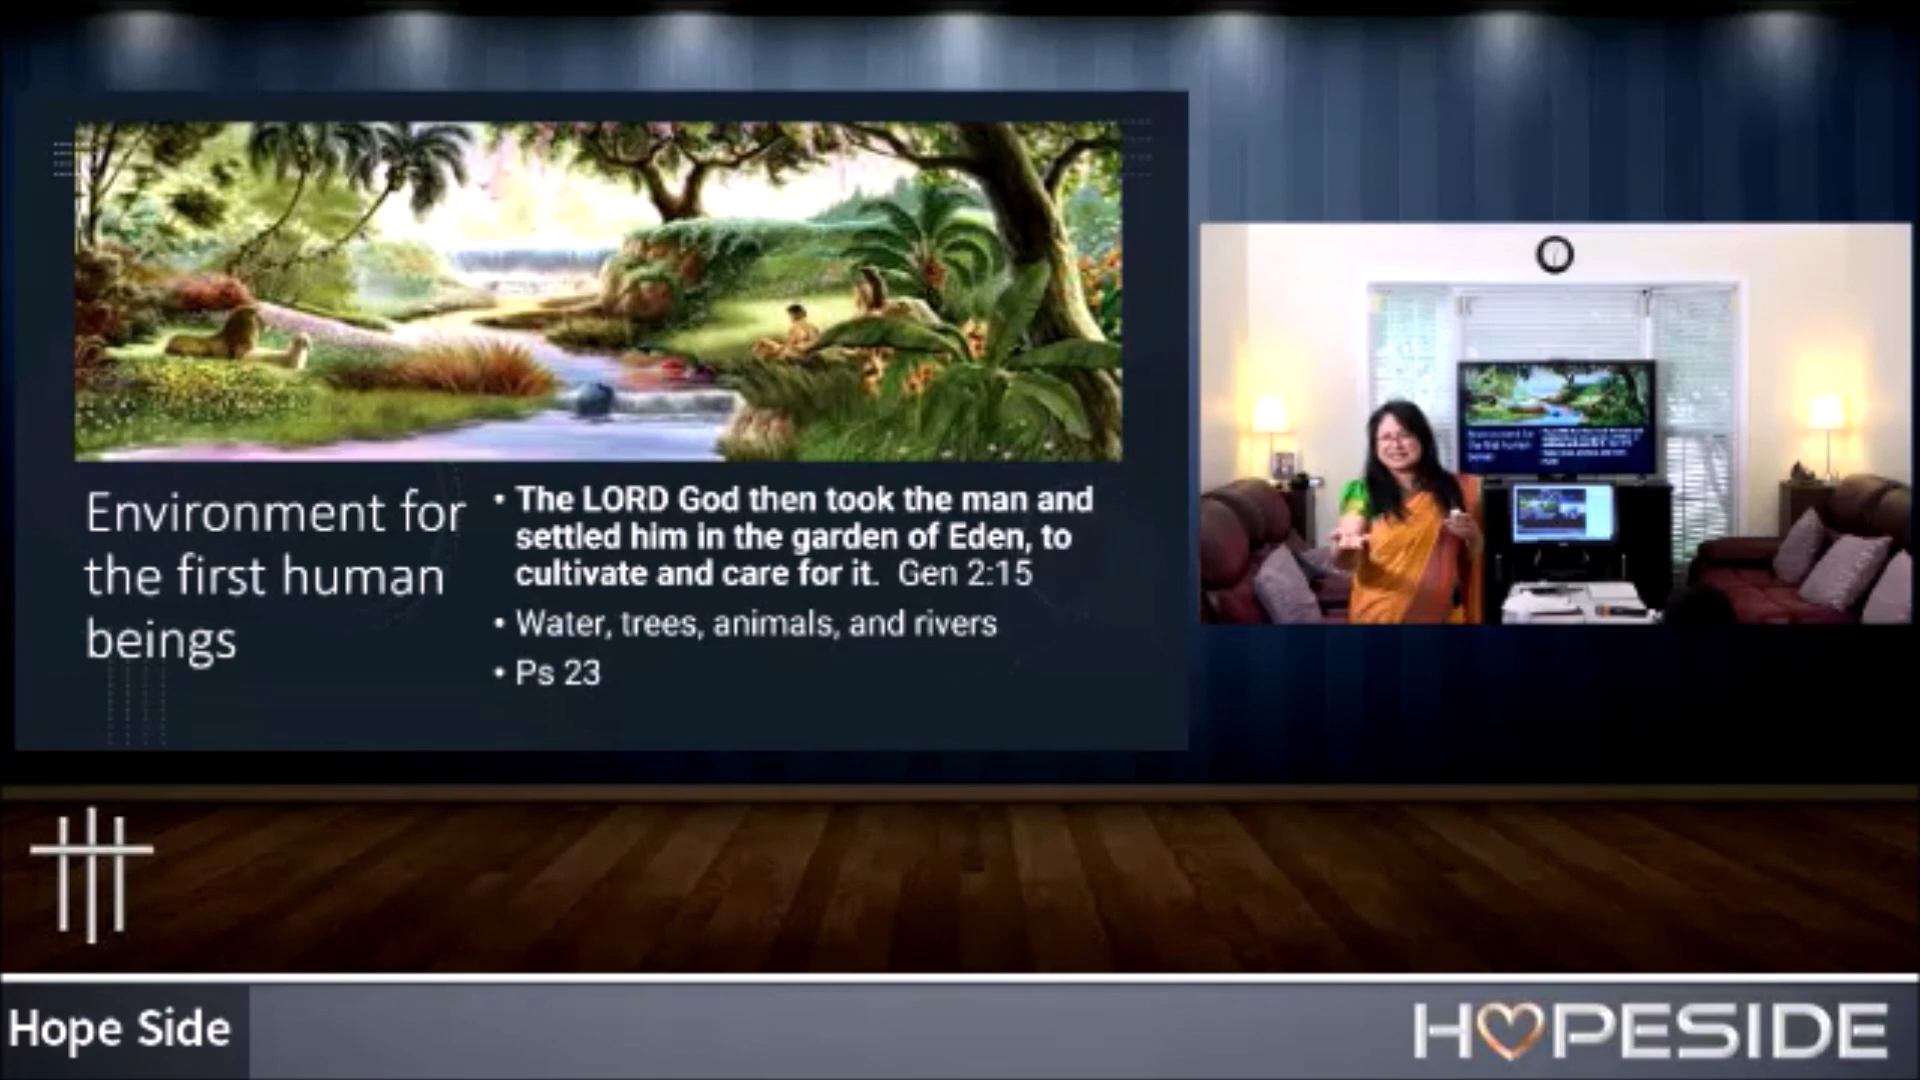 Environment for
the first human
beings
• The LORD God then took the man and
settled him in the garden of Eden, to
cultivate and care for it. Gen 2:15
• Water, trees, animals, and rivers
• Ps 23
Hope Side
HOPESIDE